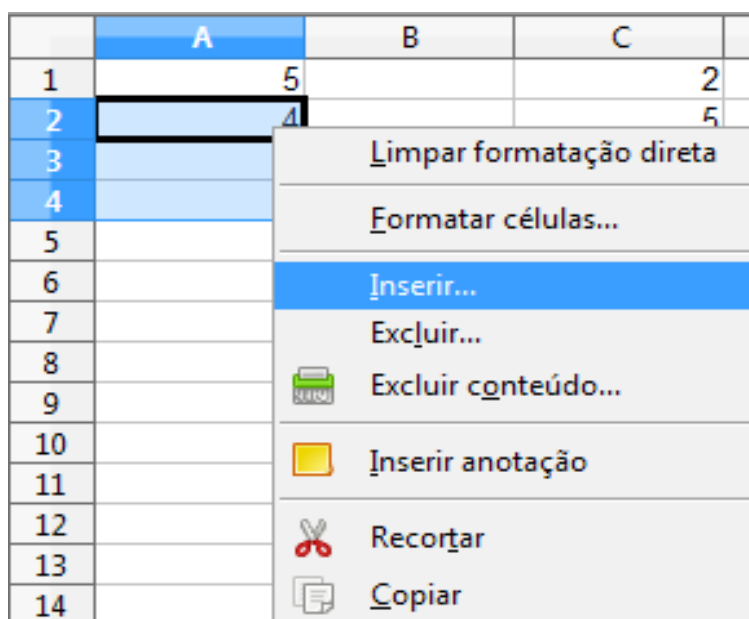 A B C
1 5 2
2 4 5
Limpar formatação direta
3
4
Formatar células...
5
6 Inserir...
7
Excluir...
8
Excluir conteúdo...
9
10
Inserir anotação
11
12
Recortar
13
14 Copiar